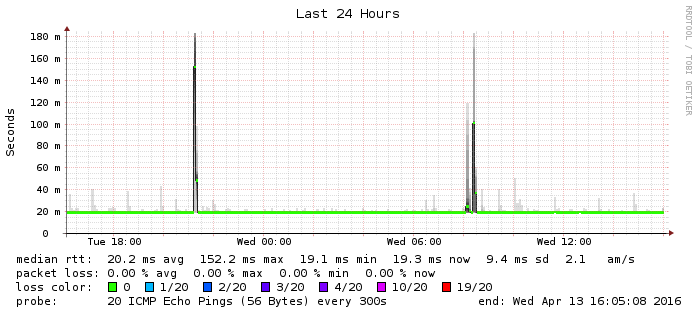 Last 24 Hours
RRDTOOL / TOBI OETIKER
Seconds
180 m
160 m
140 m
120 m
100 m
80 m
60 m
40 m
20 m
0
Tue 18:00 Wed 00:00 Wed 06:00 Wed 12:00
median rtt: 20.2 ms avg 152.2 ms max 19.1 ms min 19.3 ms now 9.4 ms sd 2.1 am/s
packet loss: 0.00 % avg 0.00 % max 0.00 % min 0.00 % now
loss color: 0 1/20 2/20 3/20 4/20 10/20 19/20
probe: 20 ICMP Echo Pings (56 Bytes) every 300s end: Wed Apr 13 16:05:08 2016